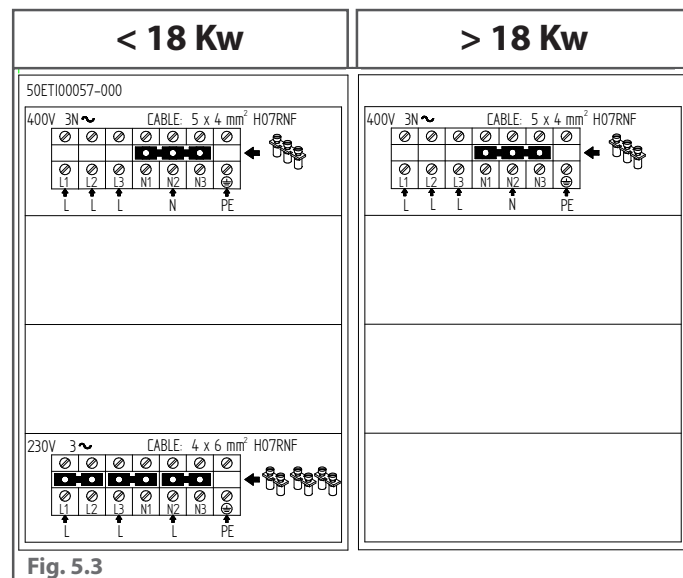 < 18 Kw
> 18 Kw
50ETI00057-000
400V 3N~ CABLE: 5 x 4 mm² H07RNF
L1 L2 L3 N1 N2 N3
L L L N PE
230V 3~ CABLE: 4 x 6 mm² H07RNF
L1 L2 L3 N1 N2 N3
L L L PE
400V 3N~ CABLE: 5 x 4 mm² H07RNF
L1 L2 L3 N1 N2 N3
L L L N PE
Fig. 5.3